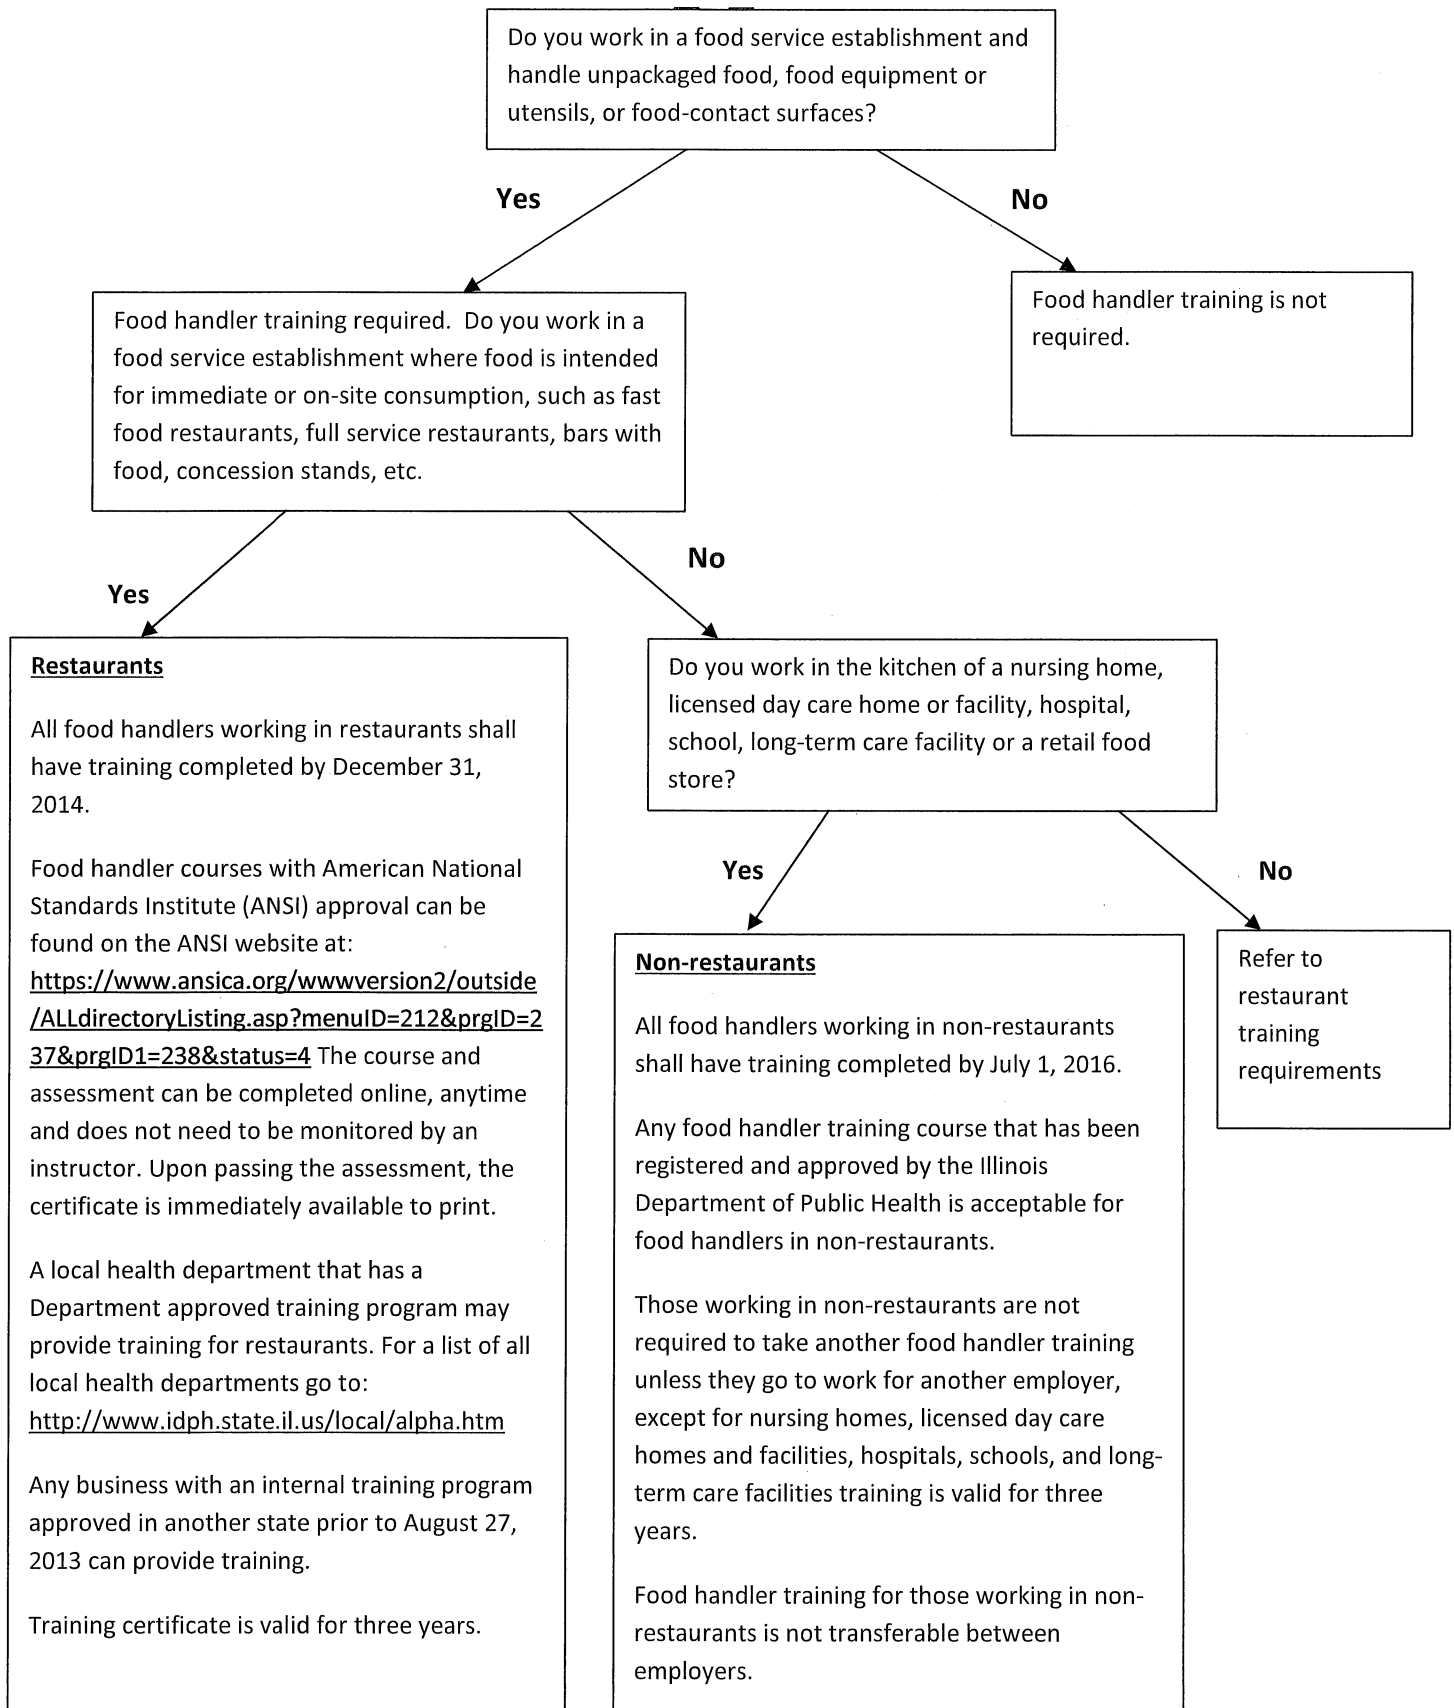 Do you work in a food service establishment and
handle unpackaged food, food equipment or
utensils, or food-contact surfaces?
Yes
No
Food handler training required.  Do you work in a
food service establishment where food is intended
for immediate or on-site consumption, such as fast
food restaurants, full service restaurants, bars with
food, concession stands, etc.
Food handler training is not
required.
Yes
No
Restaurants
All food handlers working in restaurants shall
have training completed by December 31,
2014.
Food handler courses with American National
Standards Institute (ANSI) approval can be
found on the ANSI website at:
https://www.ansica.org/wwwversion2/outside
/ALLdirectoryListing.asp?menuID=212&prgID=2
37&prgID1=238&status=4 The course and
assessment can be completed online, anytime
and does not need to be monitored by an
instructor. Upon passing the assessment, the
certificate is immediately available to print.
A local health department that has a
Department approved training program may
provide training for restaurants. For a list of all
local health departments go to:
http://www.idph.state.il.us/local/alpha.htm
Any business with an internal training program
approved in another state prior to August 27,
2013 can provide training.
Training certificate is valid for three years.
Do you work in the kitchen of a nursing home,
licensed day care home or facility, hospital,
school, long-term care facility or a retail food
store?
Yes
No
Non-restaurants
All food handlers working in non-restaurants
shall have training completed by July 1, 2016.
Any food handler training course that has been
registered and approved by the Illinois
Department of Public Health is acceptable for
food handlers in non-restaurants.
Those working in non-restaurants are not
required to take another food handler training
unless they go to work for another employer,
except for nursing homes, licensed day care
homes and facilities, hospitals, schools, and long-
term care facilities training is valid for three
years.
Food handler training for those working in non-
restaurants is not transferable between
employers.
Refer to
restaurant
training
requirements